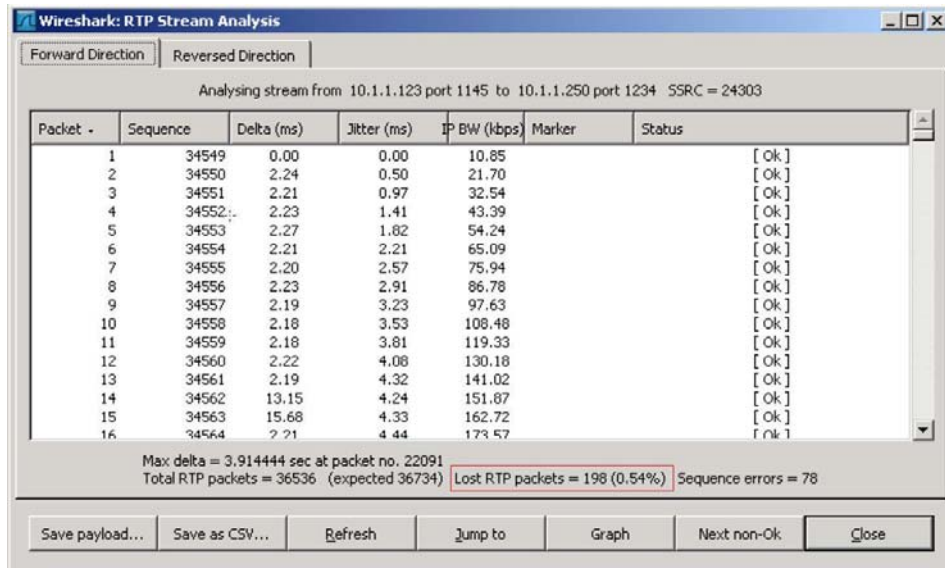 Wireshark: RTP Stream Analysis
Forward Direction Reversed Direction
Analysing stream from 10.1.1.123 port 1145 to 10.1.1.250 port 1234 SSRC = 24303
Packet Sequence Delta (ms) Jitter (ms) IP BW (kbps) Marker Status
1 34549 0.00 0.00 10.85 [ Ok ]
2 34550 2.24 0.50 21.70 [ Ok ]
3 34551 2.21 0.97 32.54 [ Ok ]
4 34552 2.23 1.41 43.39 [ Ok ]
5 34553 2.27 1.82 54.24 [ Ok ]
6 34554 2.21 2.21 65.09 [ Ok ]
7 34555 2.20 2.57 75.94 [ Ok ]
8 34556 2.23 2.91 86.78 [ Ok ]
9 34557 2.19 3.23 97.63 [ Ok ]
10 34558 2.18 3.53 108.48 [ Ok ]
11 34559 2.18 3.81 119.33 [ Ok ]
12 34560 2.22 4.08 130.18 [ Ok ]
13 34561 2.19 4.32 141.02 [ Ok ]
14 34562 13.15 4.24 151.87 [ Ok ]
15 34563 15.68 4.33 162.72 [ Ok ]
16 34564 2.21 4.44 173.57 [ Ok ]
Max delta = 3.914444 sec at packet no. 22091
Total RTP packets = 36536 (expected 36734) Lost RTP packets = 198 (0.54%) Sequence errors = 78
Save payload... Save as CSV... Refresh Jump to Graph Next non-Ok Close